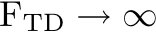 F_TD → ∞